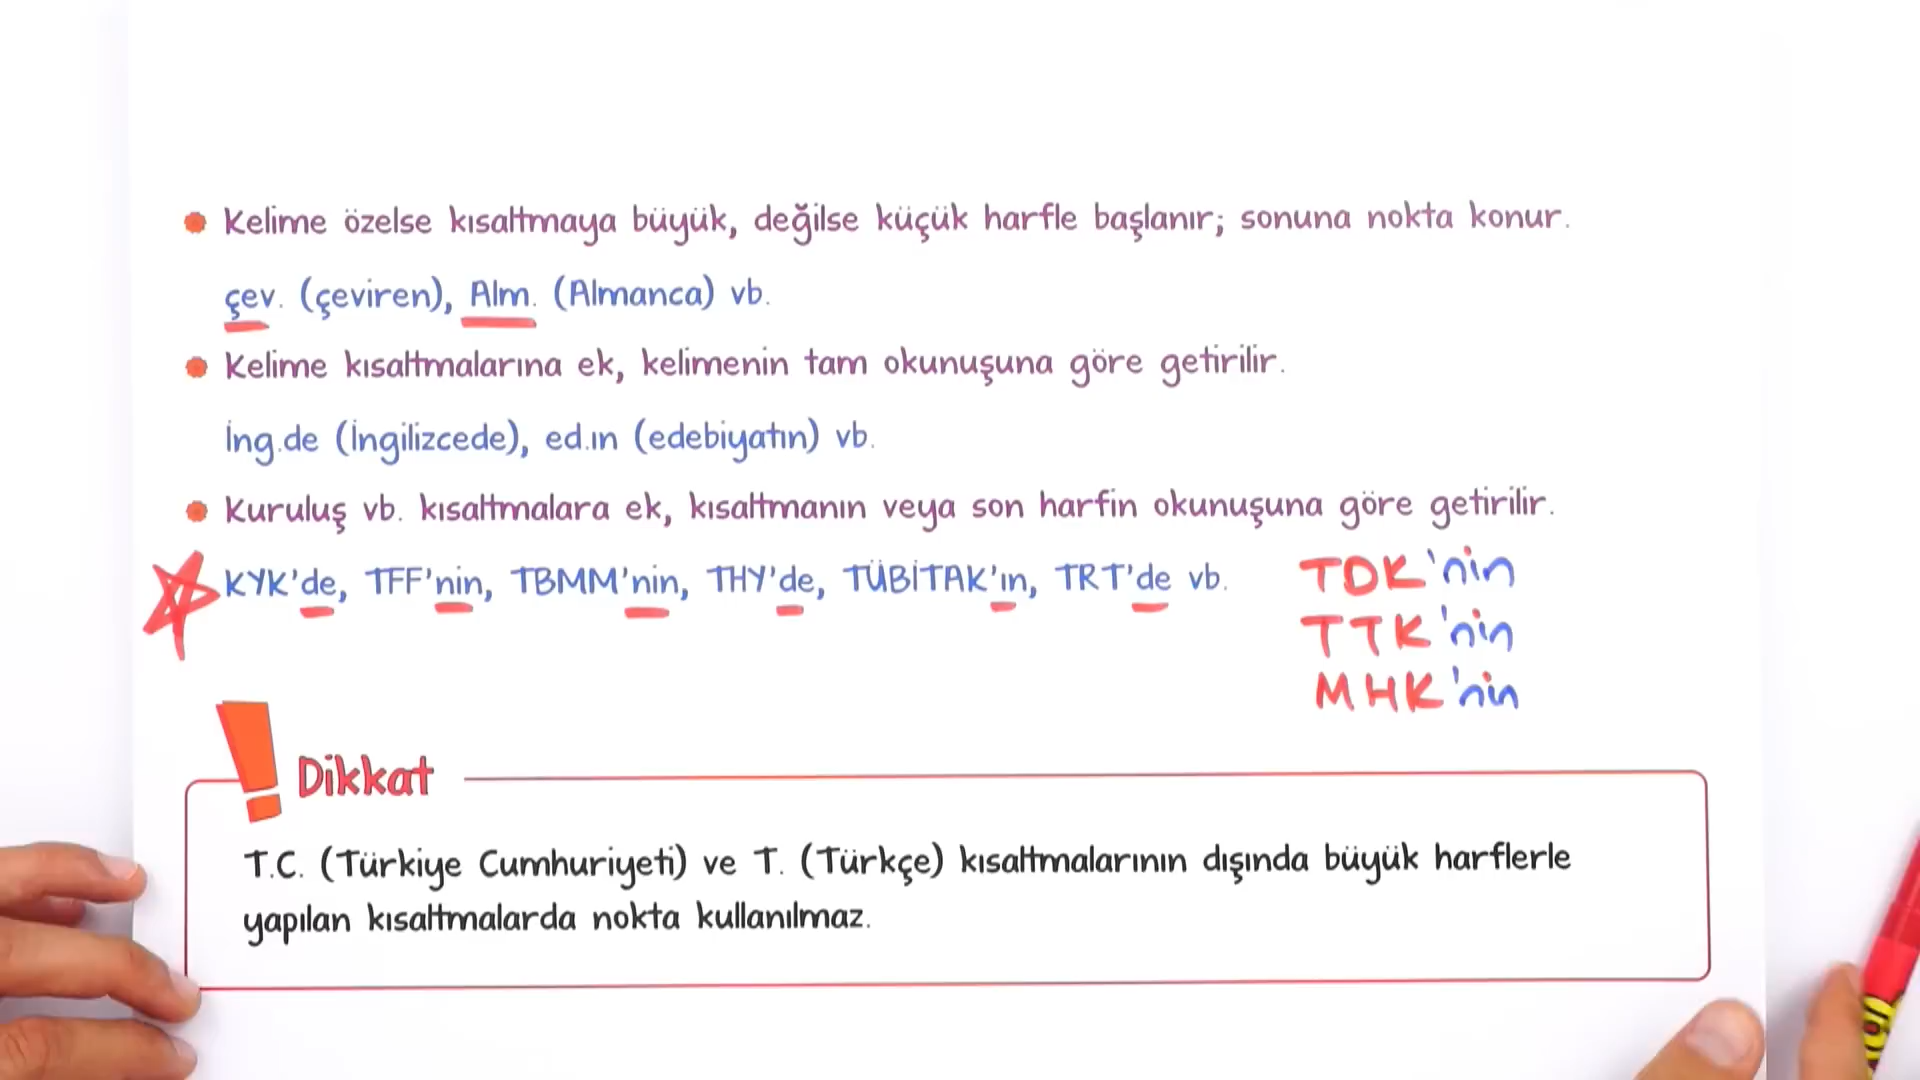 Kelime özelse kısaltmaya büyük, değilse küçük harfle başlanır; sonuna nokta konur.
çev. (çeviren), Alm. (Almanca) vb.
Kelime kısaltmalarına ek, kelimenin tam okunuşuna göre getirilir.
İng.de (İngilizcede), ed.ın (edebiyatın) vb.
Kuruluş vb. kısaltmalara ek, kısaltmanın veya son harfin okunuşuna göre getirilir.
KYK'de, TFF'nin, TBMM'nin, THY'de, TÜBİTAK'ın, TRT'de vb.
TDK'nin
TTK'nin
MHK'nin
Dikkat
T.C. (Türkiye Cumhuriyeti) ve T. (Türkçe) kısaltmalarının dışında büyük harflerle
yapılan kısaltmalarda nokta kullanılmaz.